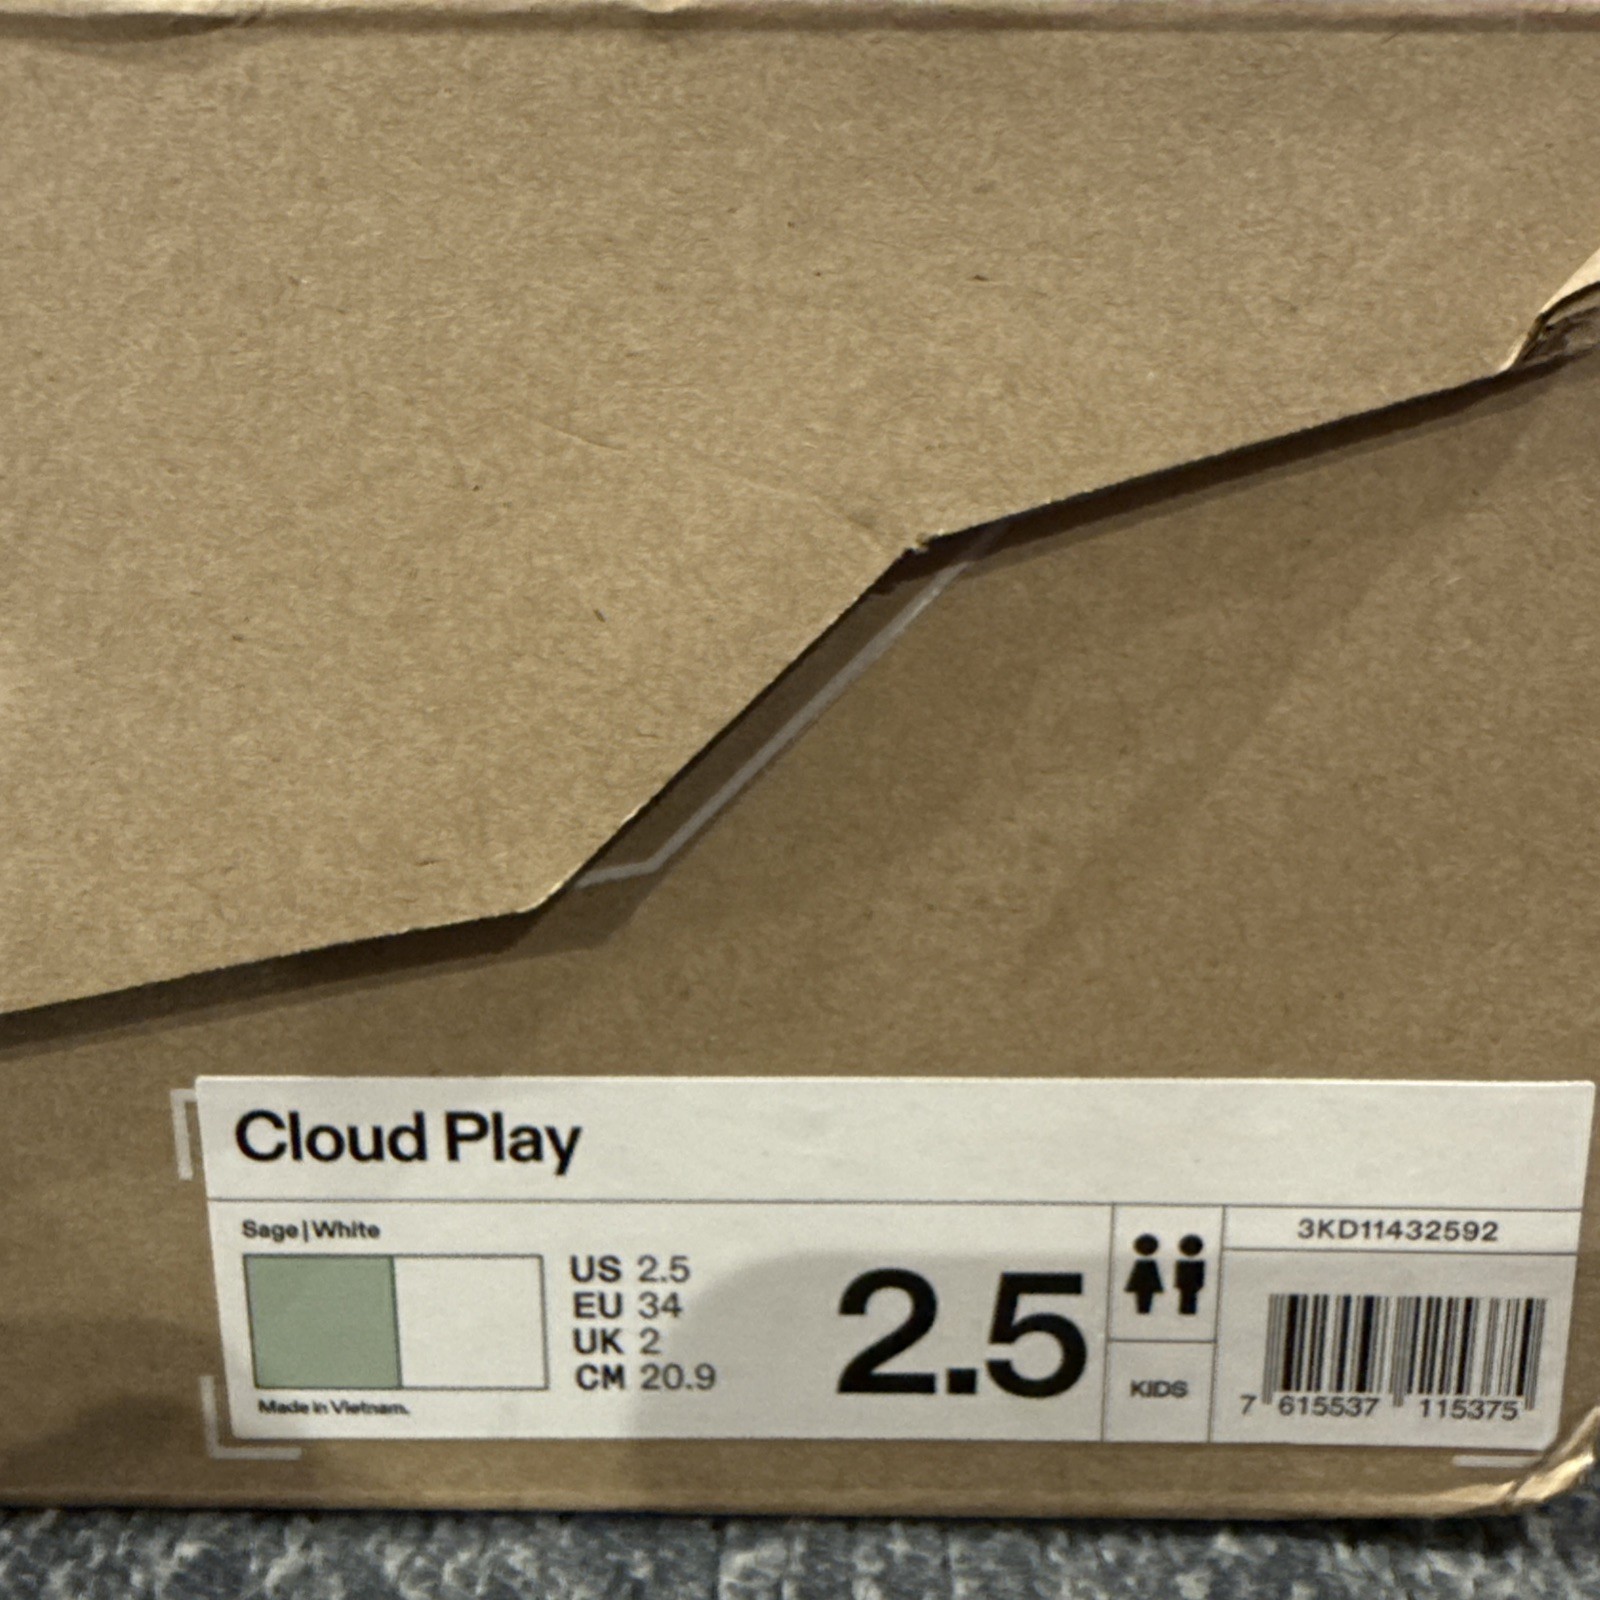 Cloud Play
Sage|White
US 2.5
EU 34
UK 2
CM 20.9
Made in Vietnam.
2.5
KIDS
3KD11432592
7 615537 115375